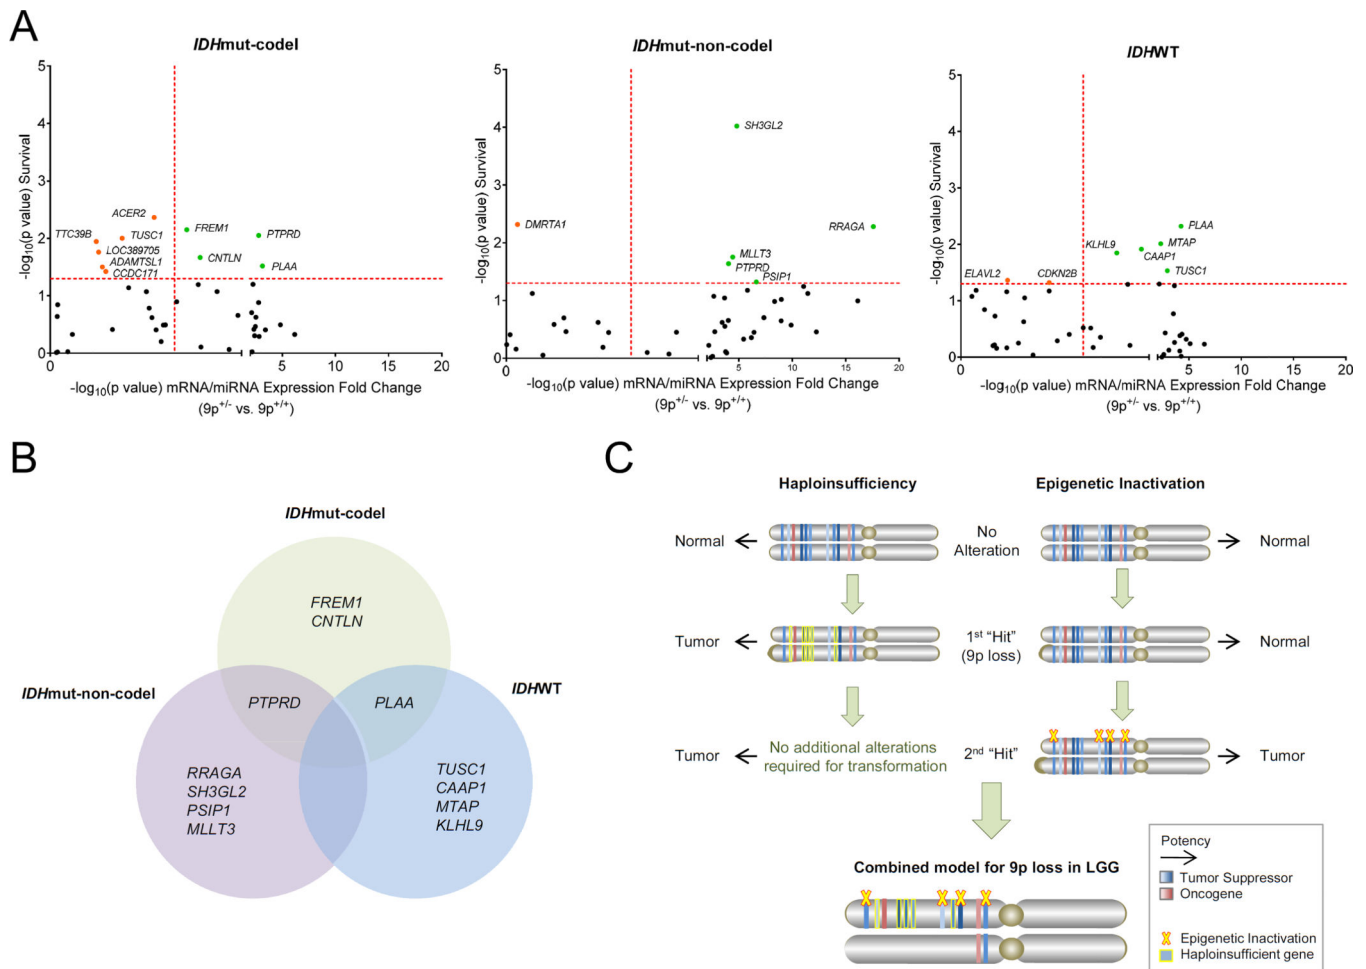 A
IDHmut-codel
5
4
3
2
1
0
-log10(p value) Survival
ACER2
TTC39B
TUSC1
LOC389705
ADAMTSL1
CCDC171
FREM1
CNTLN
PTPRD
PLAA
5
10
15
20
-log10(p value) mRNA/miRNA Expression Fold Change
(9p+/- vs. 9p+/+)
IDHmut-non-codel
5
4
3
2
1
0
-log10(p value) Survival
DMRTA1
SH3GL2
RRAGA
MLLT3
PTPRD
PSIP1
5
10
15
20
-log10(p value) mRNA/miRNA Expression Fold Change
(9p+/- vs. 9p+/+)
IDHWT
5
4
3
2
1
0
-log10(p value) Survival
ELAVL2
CDKN2B
KLHL9
PLAA
MTAP
CAAP1
TUSC1
5
10
15
20
-log10(p value) mRNA/miRNA Expression Fold Change
(9p+/- vs. 9p+/+)
B
IDHmut-codel
FREM1
CNTLN
IDHmut-non-codel
IDHWT
PTPRD
PLAA
RRAGA
SH3GL2
PSIP1
MLLT3
TUSC1
CAAP1
MTAP
KLHL9
C
Haploinsufficiency
Epigenetic Inactivation
Normal
No
Alteration
Normal
Tumor
1st “Hit”
(9p loss)
Normal
Tumor
No additional alterations
required for transformation
2nd “Hit”
Tumor
Combined model for 9p loss in LGG
Potency
Tumor Suppressor
Oncogene
Epigenetic Inactivation
Haploinsufficient gene